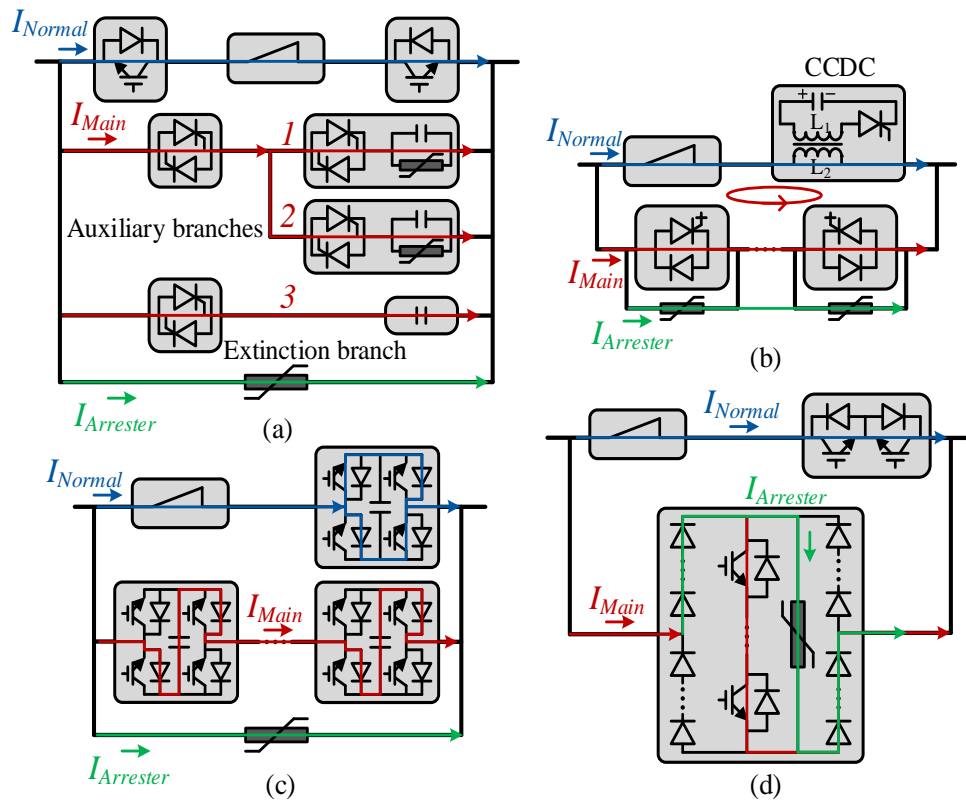 I_Normal
I_Main
1
2
Auxiliary branches
3
Extinction branch
I_Arrester
(a)
CCDC
+ −
L₁
L₂
I_Normal
+
+
I_Main
I_Arrester
(b)
I_Normal
I_Main
I_Arrester
(c)
I_Normal
I_Arrester
I_Main
(d)